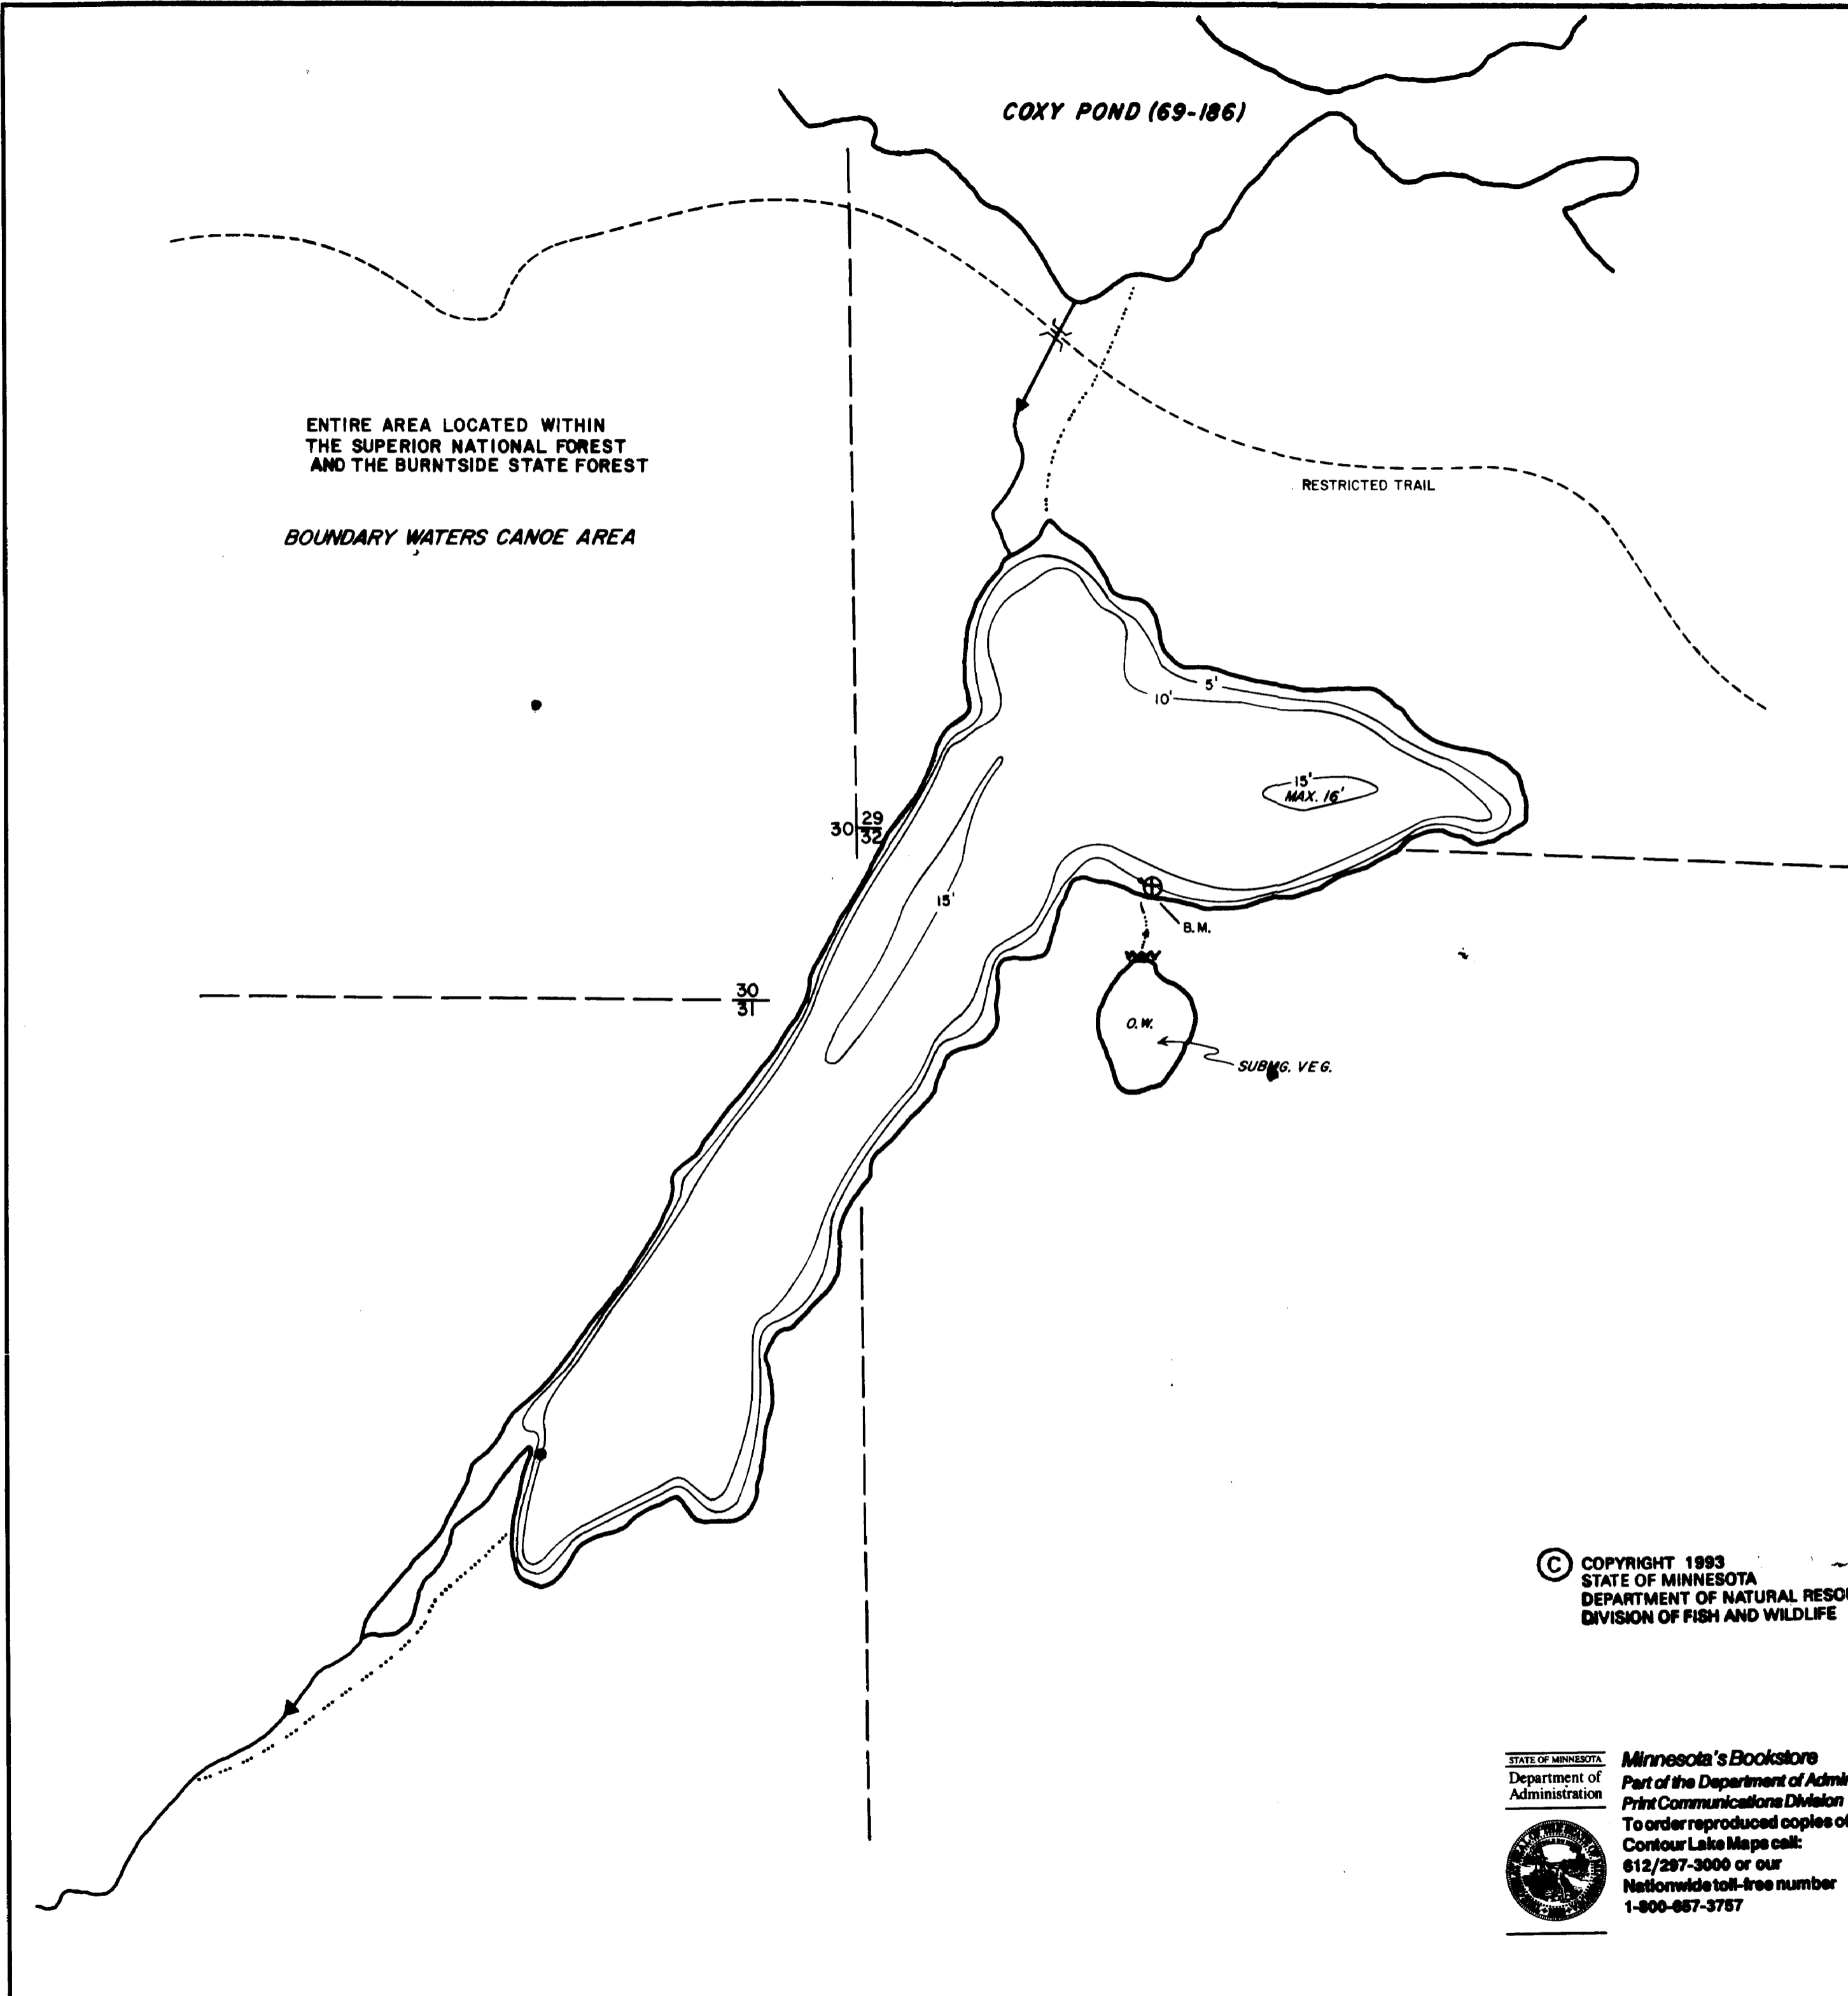 COXY POND (69-186)
ENTIRE AREA LOCATED WITHIN
THE SUPERIOR NATIONAL FOREST
AND THE BURNTSIDE STATE FOREST
BOUNDARY WATERS CANOE AREA
RESTRICTED TRAIL
5'
10'
15'
MAX. 16'
30 29
32
15'
B.M.
30
31
O.W.
SUBMG. VEG.
C COPYRIGHT 1993
STATE OF MINNESOTA
DEPARTMENT OF NATURAL
DIVISION OF FISH AND WILDLIFE
STATE OF MINNESOTA
Department of
Administration
Minnesota's Bookstore
Part of the Department of
Print Communications Division
To order reproduced copies of
Contour Lake Maps call:
612/297-3000 or our
Nationwide toll-free number
1-800-657-3757